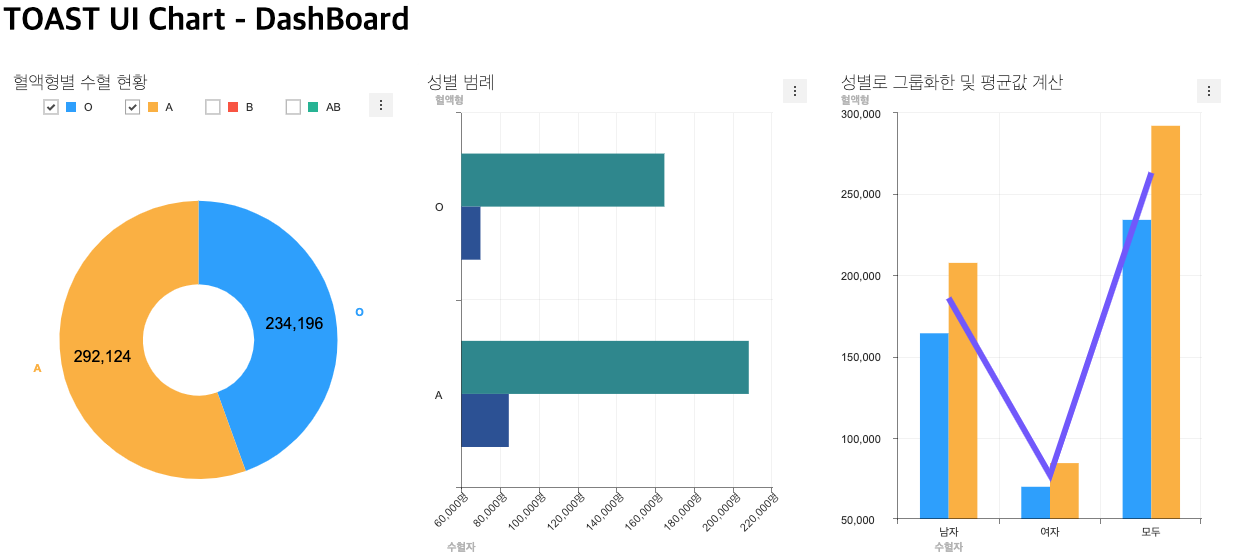 TOAST UI Chart - DashBoard
혈액형별 수혈 현황
O
A
B
AB
292,124
234,196
O
A
성별 범례
혈액형
O
A
60,000명
80,000명
100,000명
120,000명
140,000명
160,000명
180,000명
200,000명
220,000명
수혈자
성별로 그룹화한 및 평균값 계산
혈액형
300,000
250,000
200,000
150,000
100,000
50,000
남자
여자
모두
수혈자